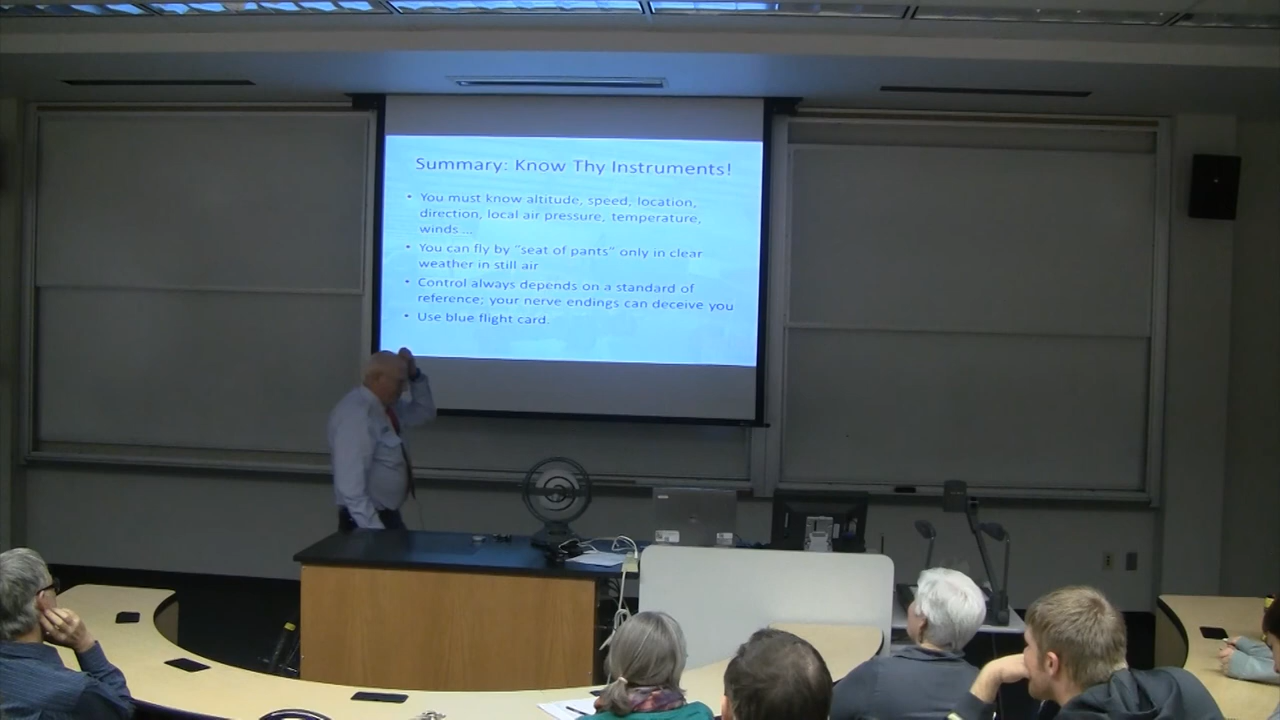 Summary: Know Thy Instruments!
• You must know altitude, speed, location,
direction, local air pressure, temperature,
winds...
• You can fly by "seat of pants" only in clear
weather in still air
• Control always depends on a standard of
reference; your nerve endings can deceive you
• Use blue flight card.